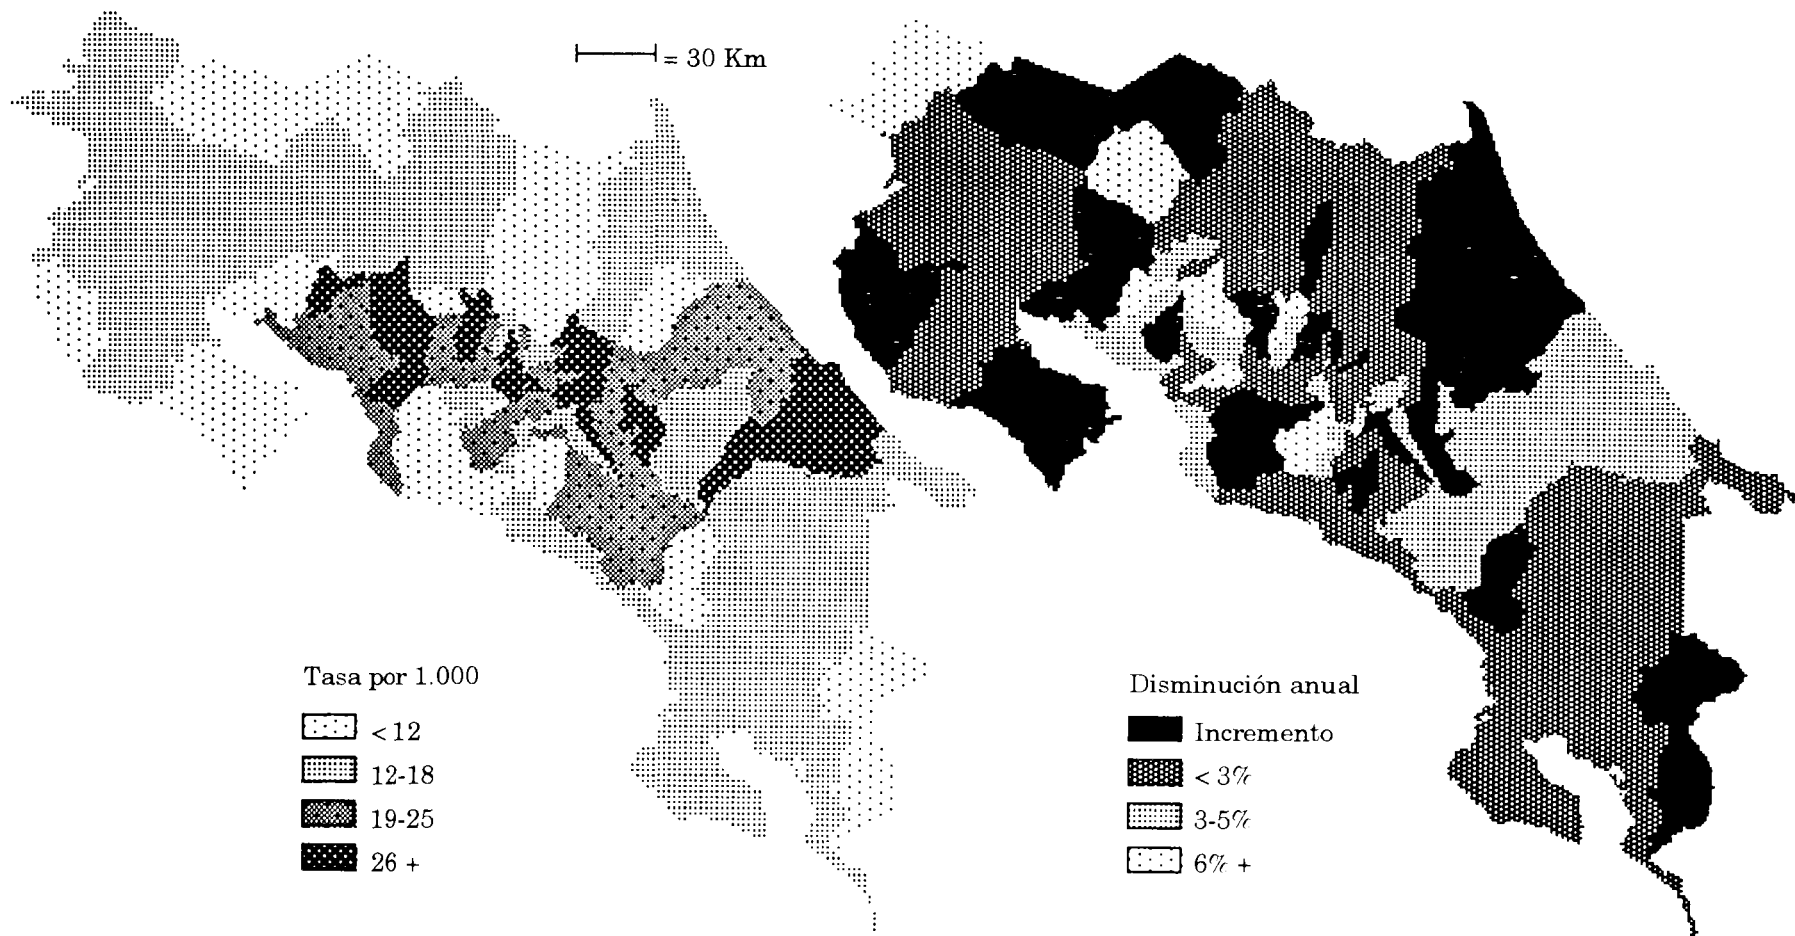 = 30 Km
Tasa por 1.000
< 12
12-18
19-25
26 +
Disminución anual
Incremento
< 3%
3-5%
6% +